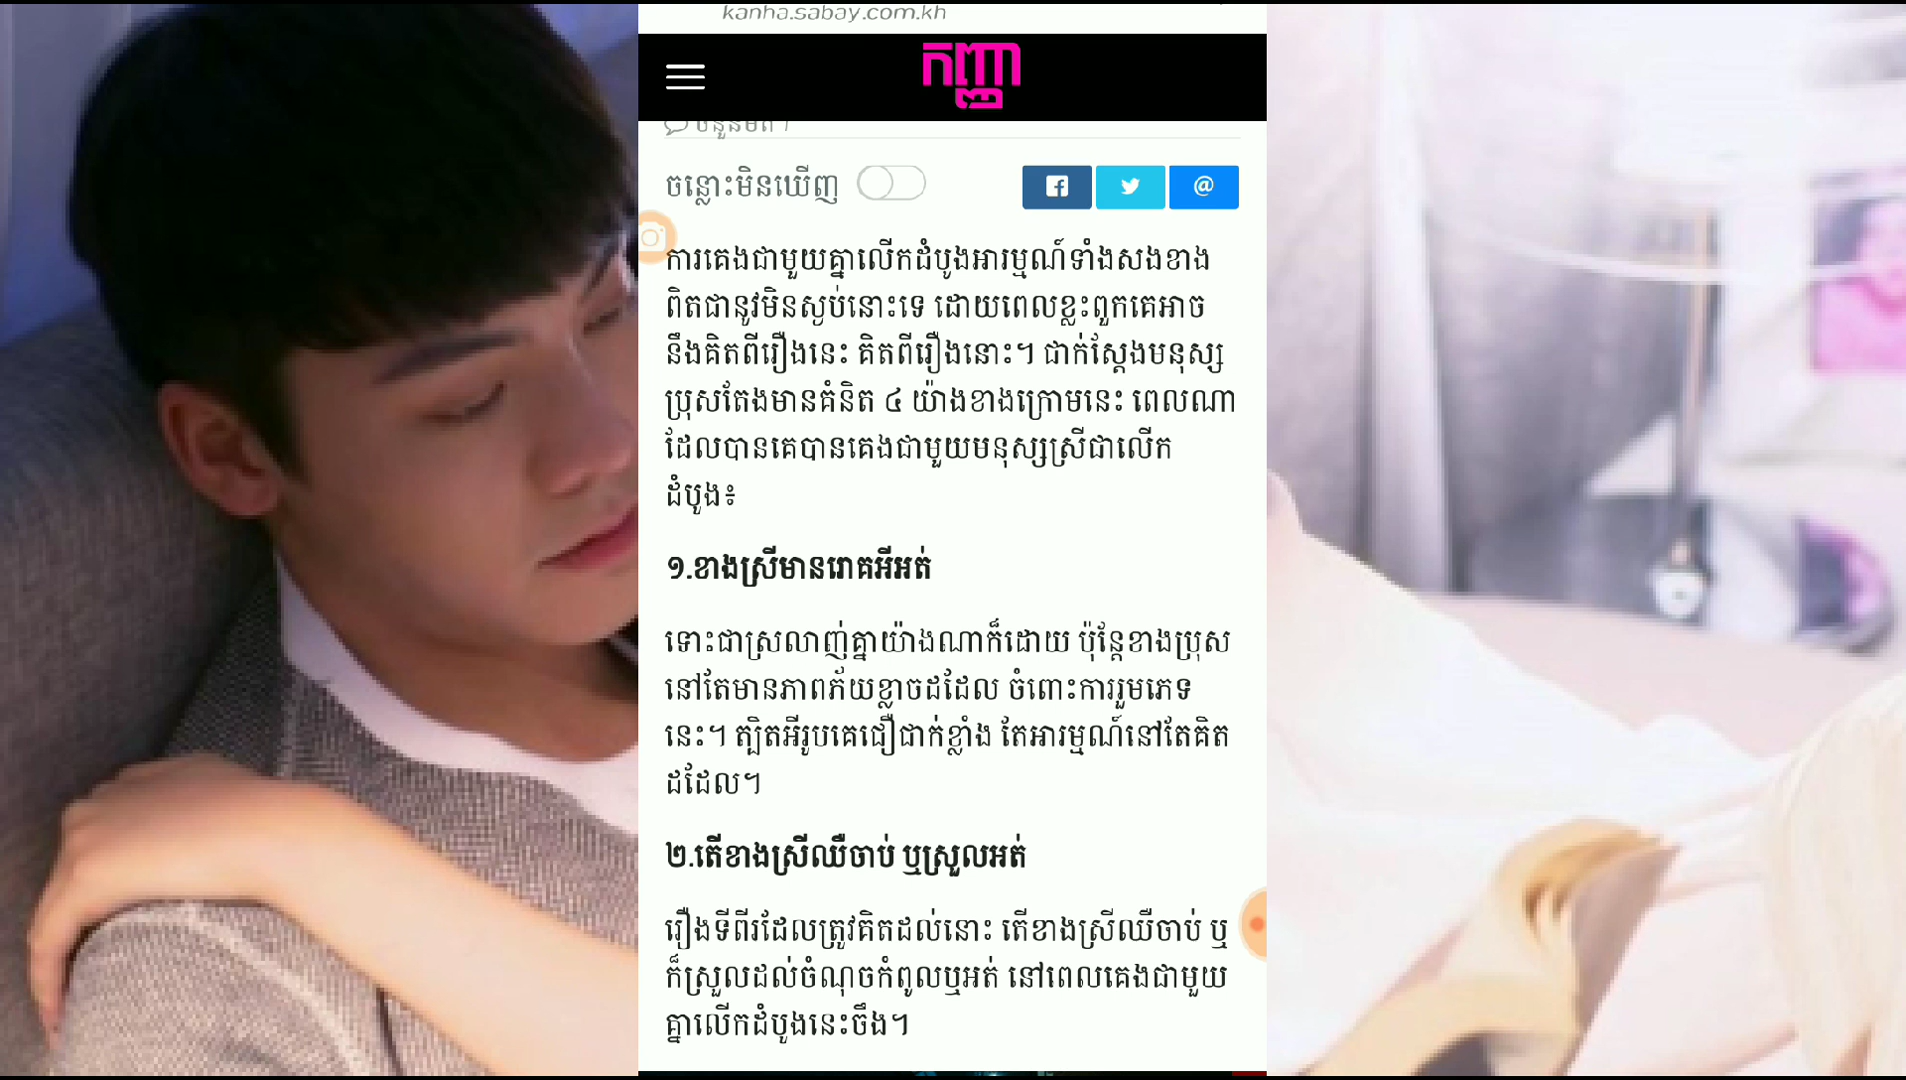 kanha.sabay.com.kh
កញ្ញា
ចន្លោះមិនឃើញ
ការគេងជាមួយគ្នាលើកដំបូងអារម្មណ៍ទាំងសងខាង
ពិតជានូវមិនស្ងប់នោះទេ ដោយពេលខ្លះពួកគេអាច
នឹងគិតពីរឿងនេះ គិតពីរឿងនោះ។ ជាក់ស្ដែងមនុស្ស
ប្រុសតែងមានគំនិត ៤ យ៉ាងខាងក្រោមនេះ ពេលណា
ដែលបានគេបានគេងជាមួយមនុស្សស្រីជាលើក
ដំបូង៖
១.ខាងស្រីមានរោគអីអត់
ទោះជាស្រលាញ់គ្នាយ៉ាងណាក៏ដោយ ប៉ុន្តែខាងប្រុស
នៅតែមានភាពភ័យខ្លាចដដែល ចំពោះការរួមភេទ
នេះ។ ត្បិតអីរូបគេជឿជាក់ខ្លាំង តែអារម្មណ៍នៅតែគិត
ដដែល។
២.តើខាងស្រីឈឺចាប់ ឬស្រួលអត់
រឿងទីពីរដែលត្រូវគិតដល់នោះ តើខាងស្រីឈឺចាប់ ឬ
ក៏ស្រួលដល់ចំណុចកំពូលឬអត់ នៅពេលគេងជាមួយ
គ្នាលើកដំបូងនេះចឹង។